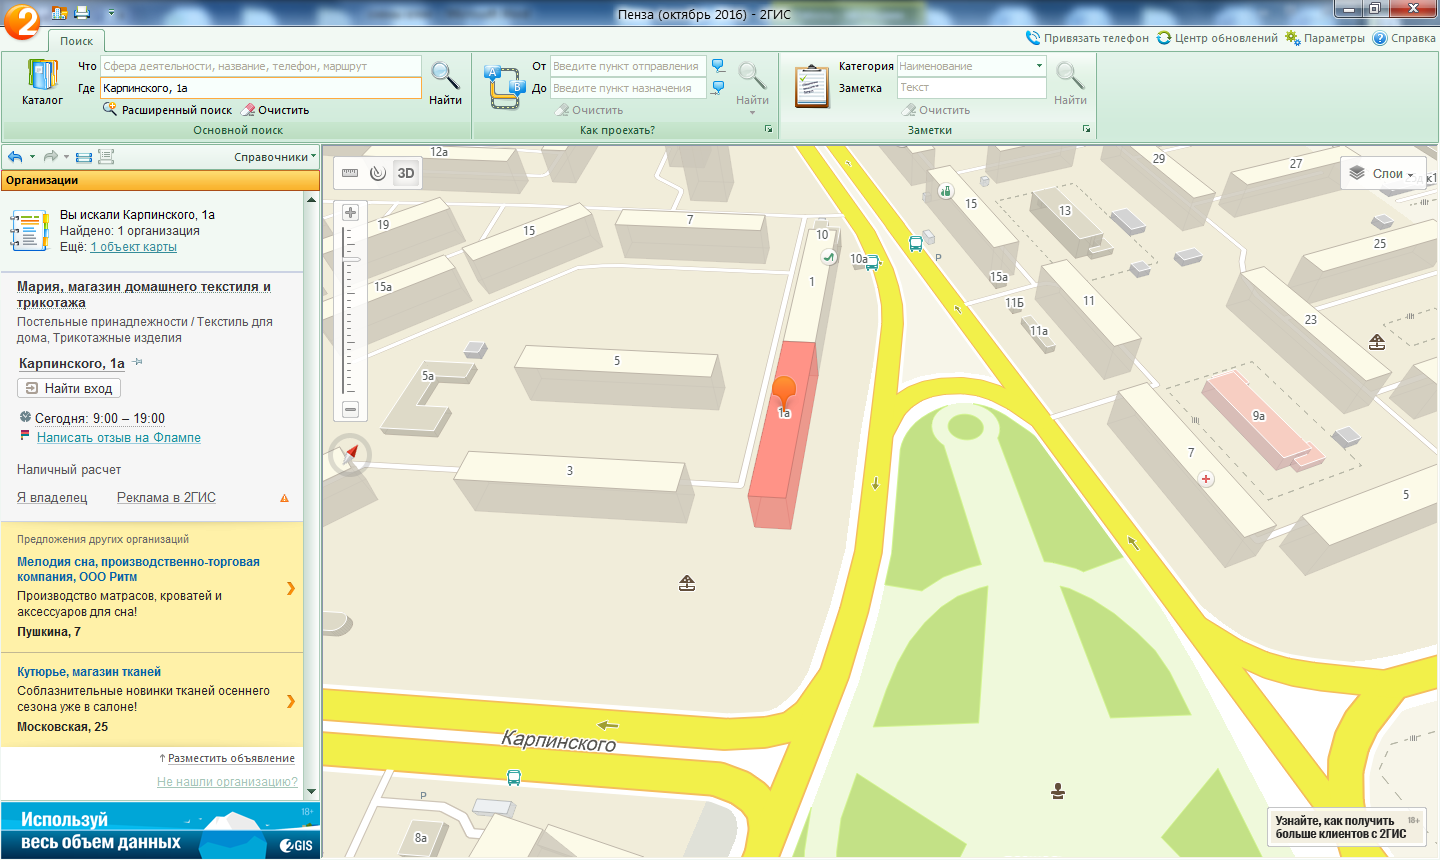 Пенза (октябрь 2016) - 2ГИС
Поиск
Привязать телефон
Центр обновлений
Параметры
Справка
Каталог
Что
Сфера деятельности, название, телефон, маршрут
Где
Карпинского, 1а
Расширенный поиск
Очистить
Найти
Основной поиск
От
Введите пункт отправления
До
Введите пункт назначения
Очистить
Найти
Как проехать?
Категория
Наименование
Заметка
Текст
Очистить
Найти
Заметки
Справочники
Организации
Вы искали Карпинского, 1а
Найдено: 1 организация
Ещё: 1 объект карты
Мария, магазин домашнего текстиля и
трикотажа
Постельные принадлежности / Текстиль для
дома, Трикотажные изделия
Карпинского, 1а
Найти вход
Сегодня: 9:00 – 19:00
Написать отзыв на Флампе
Наличный расчет
Я владелец
Реклама в 2ГИС
Предложения других организаций
Мелодия сна, производственно-торговая
компания, ООО Ритм
Производство матрасов, кроватей и
аксессуаров для сна!
Пушкина, 7
Кутюрье, магазин тканей
Соблазнительные новинки тканей осеннего
сезона уже в салоне!
Московская, 25
Разместить объявление
Не нашли организацию?
Используй
весь объем данных
18+
2GIS
3D
Слои
12а
19
15
7
10
1
10а
15а
5
5а
1а
3
15
13
29
27
25
15а
11Б
11а
11
23
9а
7
5
P
P
8а
Карпинского
Узнайте, как получить
больше клиентов с 2ГИС
18+